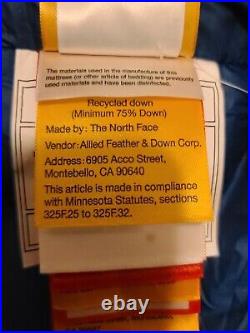 The materials used in the manufacture of this
mattress (or other article of bedding) are previously
used materials and have been disinfected.
Recycled down
(Minimum 75% Down)
Made by: The North Face
Vendor: Allied Feather & Down Corp.
Address: 6905 Acco Street,
Montebello, CA 90640
This article is made in compliance
with Minnesota Statutes, sections
325F.25 to 325F.32.